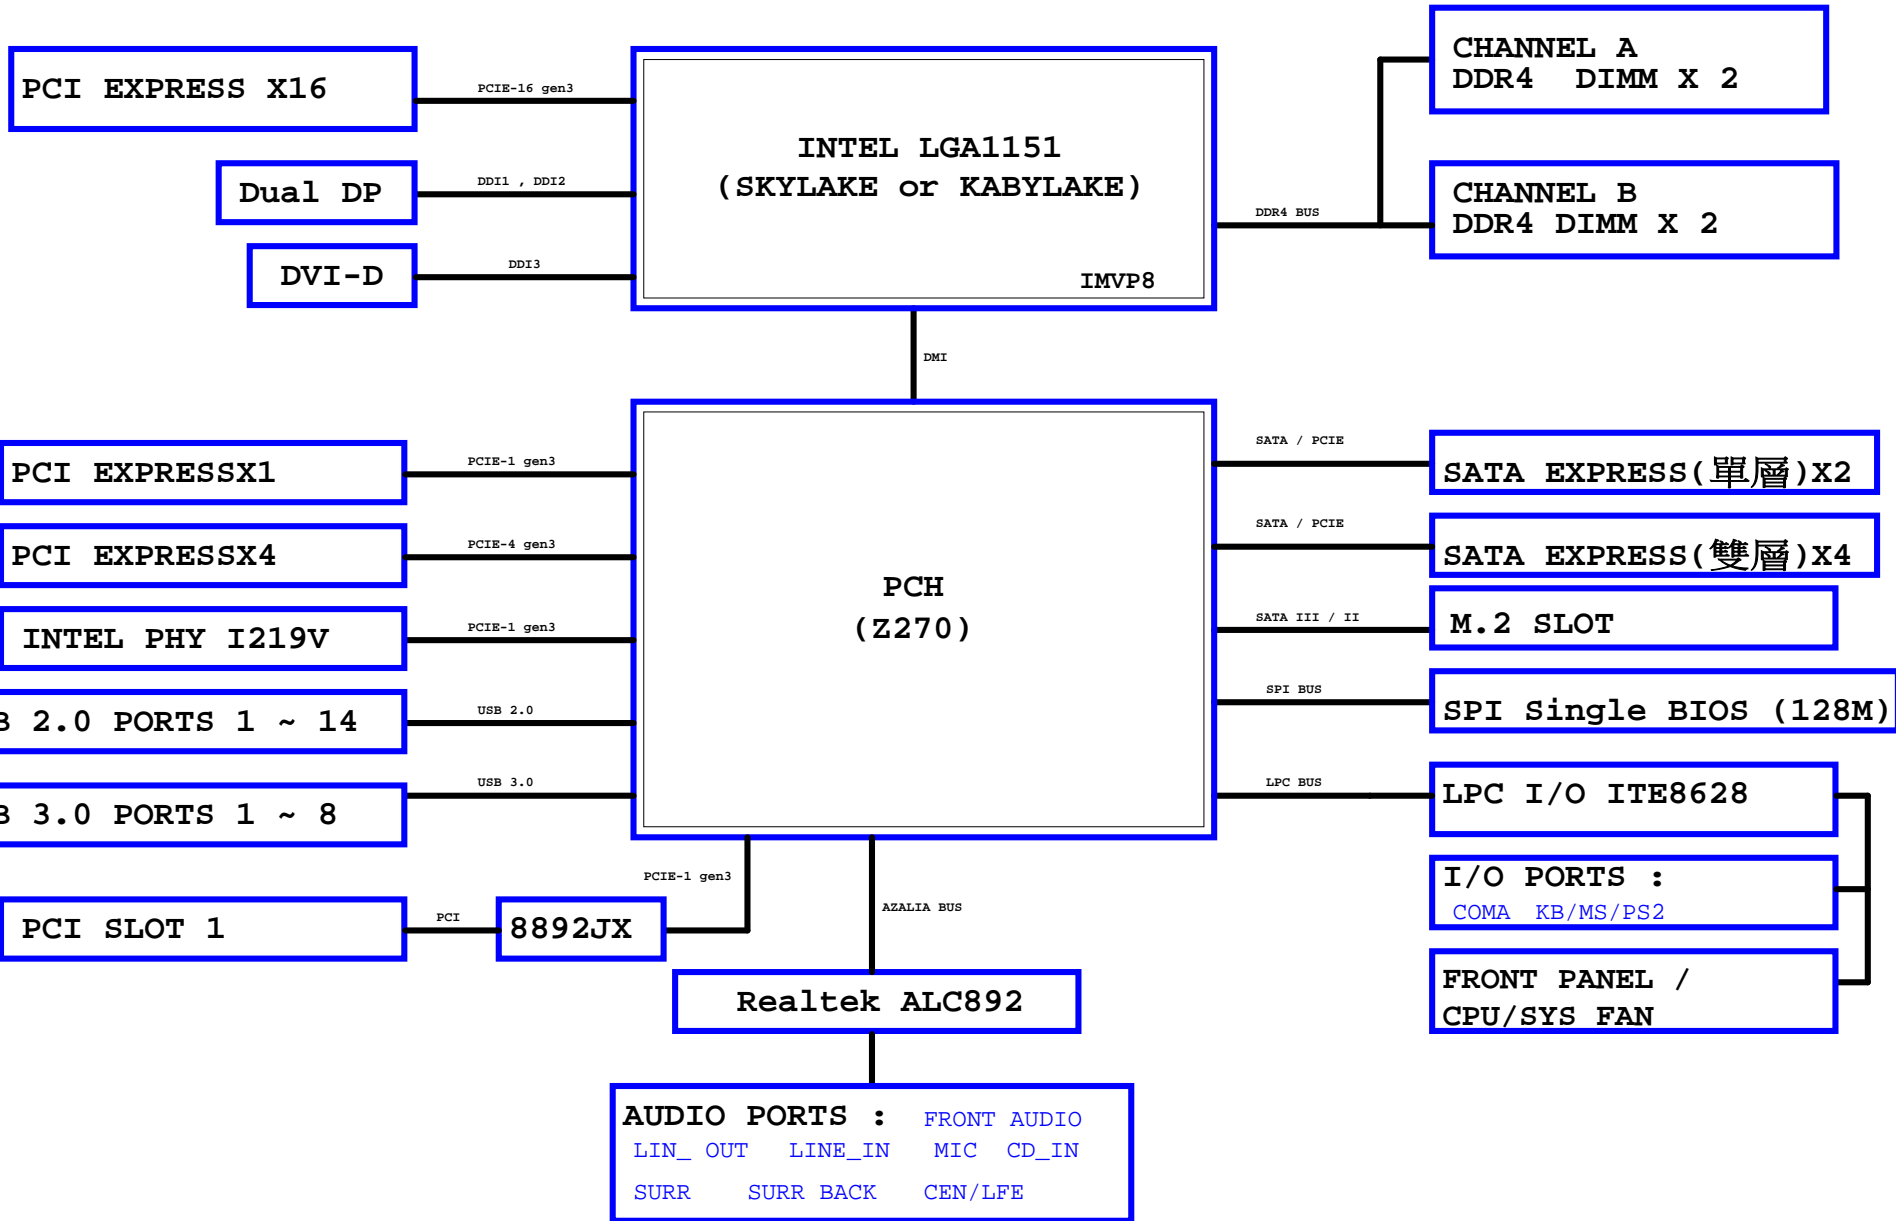 PCI EXPRESS X16
PCIE-16 gen3
INTEL LGA1151
(SKYLAKE or KABYLAKE)
IMVP8
Dual DP
DDI1 , DDI2
DVI-D
DDI3
DDR4 BUS
CHANNEL A
DDR4 DIMM X 2
CHANNEL B
DDR4 DIMM X 2
DMI
PCI EXPRESSX1
PCIE-1 gen3
PCI EXPRESSX4
PCIE-4 gen3
INTEL PHY I219V
PCIE-1 gen3
B 2.0 PORTS 1 ~ 14
USB 2.0
B 3.0 PORTS 1 ~ 8
USB 3.0
PCH
(Z270)
SATA / PCIE
SATA EXPRESS(單層)X2
SATA / PCIE
SATA EXPRESS(雙層)X4
SATA III / II
M.2 SLOT
SPI BUS
SPI Single BIOS (128M)
LPC BUS
LPC I/O ITE8628
I/O PORTS :
COMA KB/MS/PS2
FRONT PANEL /
CPU/SYS FAN
PCI SLOT 1
PCI
8892JX
PCIE-1 gen3
AZALIA BUS
Realtek ALC892
AUDIO PORTS : FRONT AUDIO
LIN_ OUT LINE_IN MIC CD_IN
SURR SURR BACK CEN/LFE